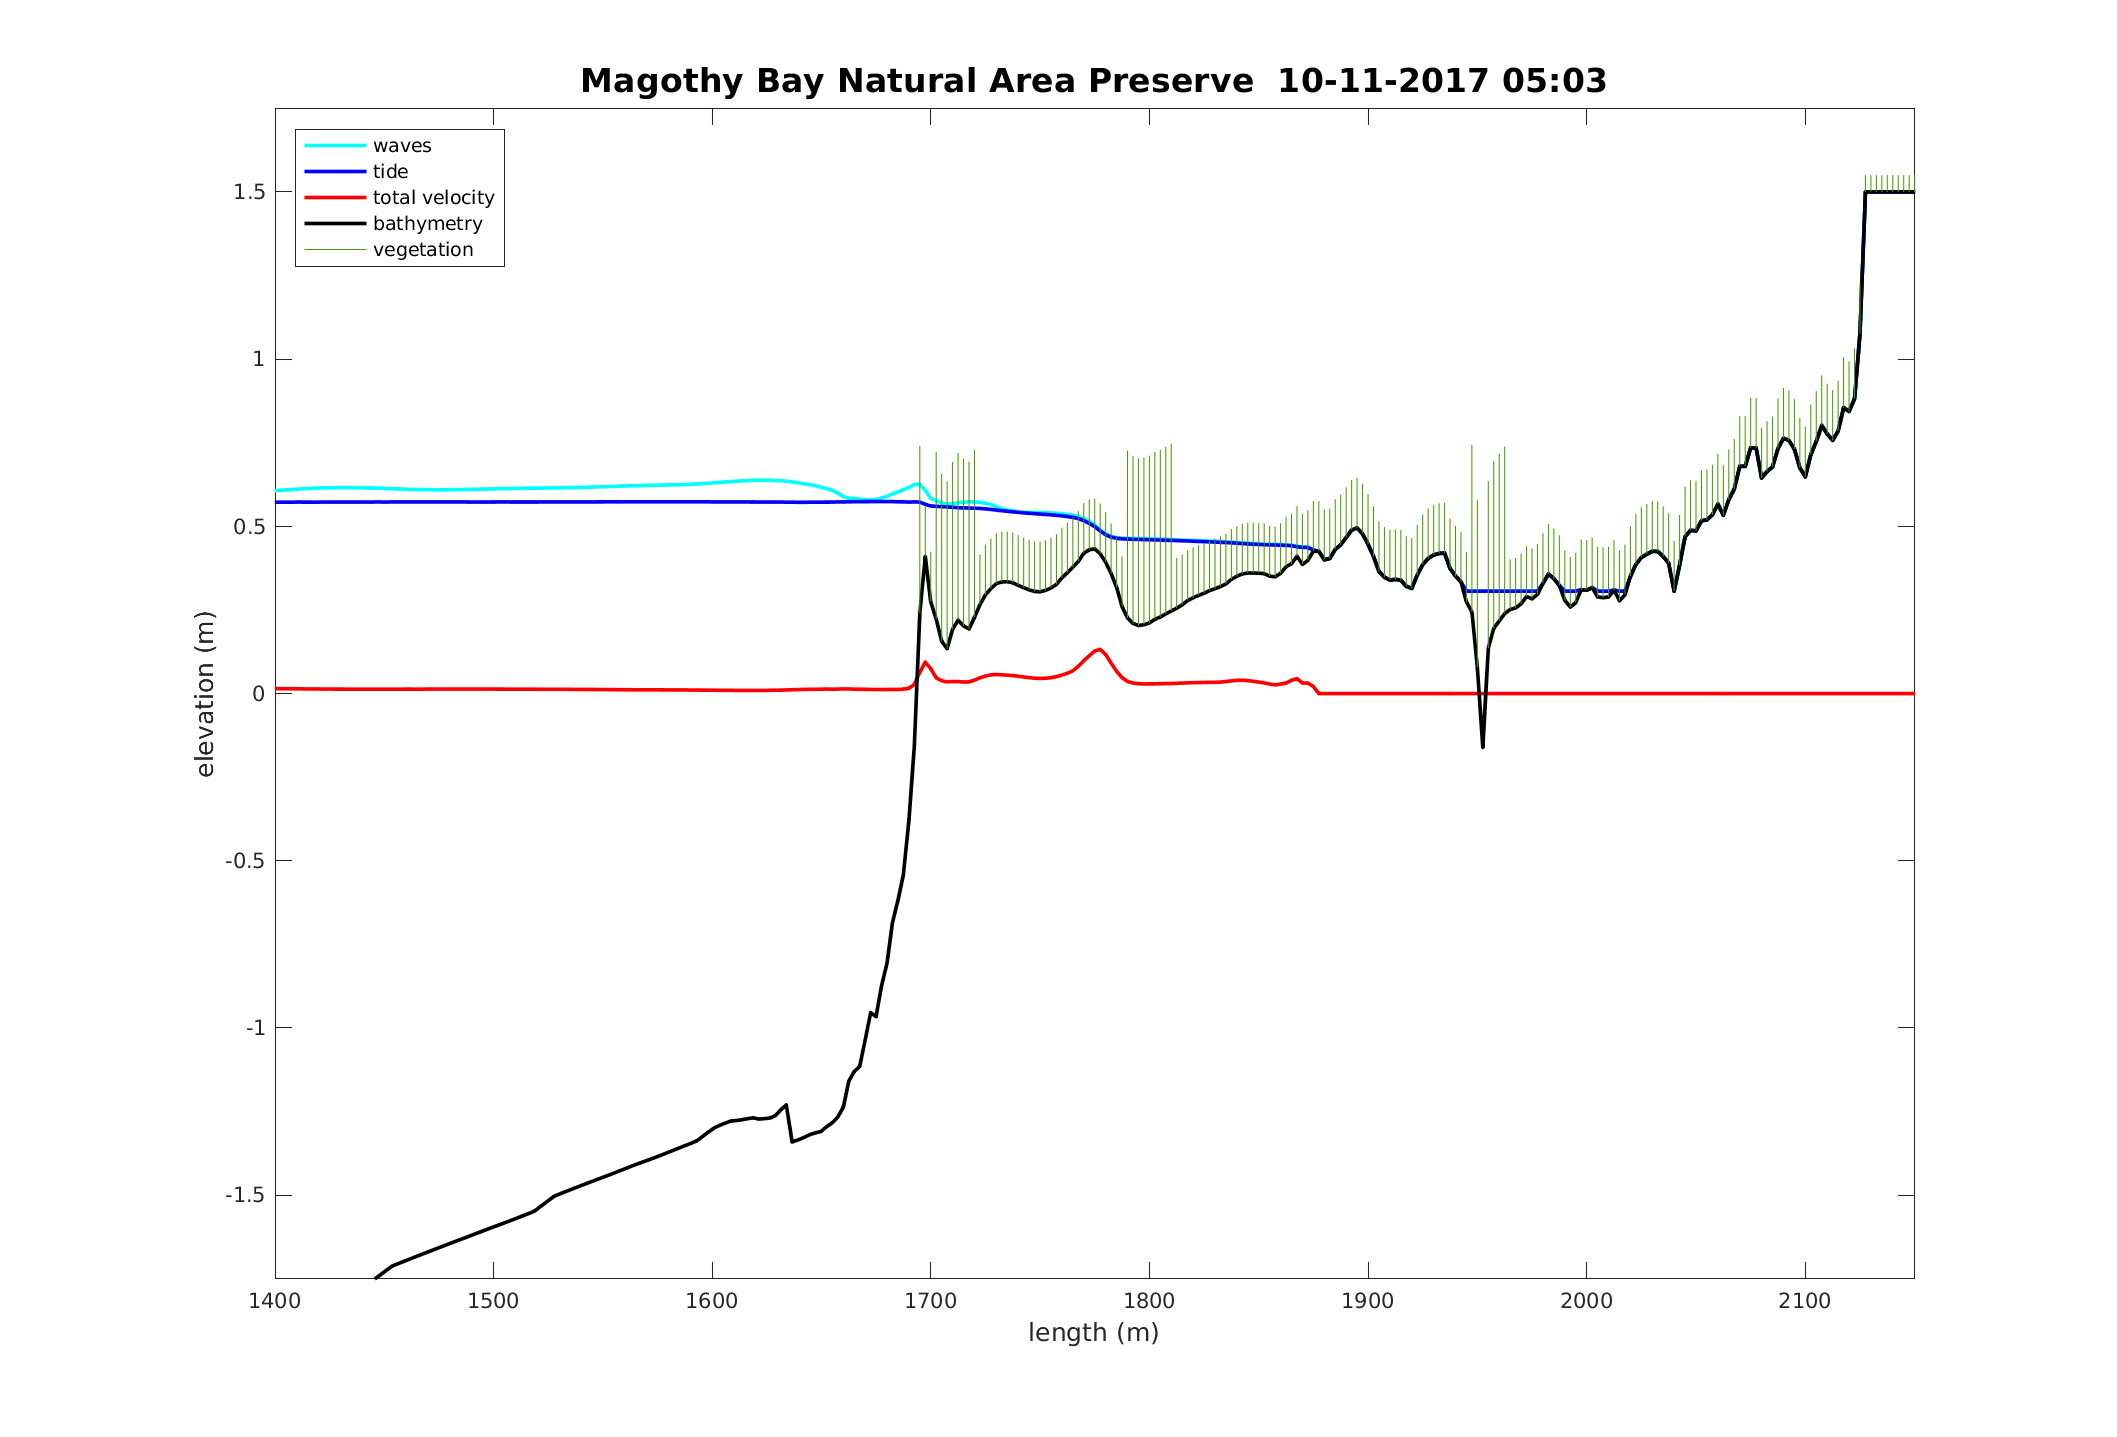 Magothy Bay Natural Area Preserve  10-11-2017 05:03
waves
tide
total velocity
bathymetry
vegetation
1.5
1
0.5
0
-0.5
-1
-1.5
elevation (m)
1400 1500 1600 1700 1800 1900 2000 2100
length (m)